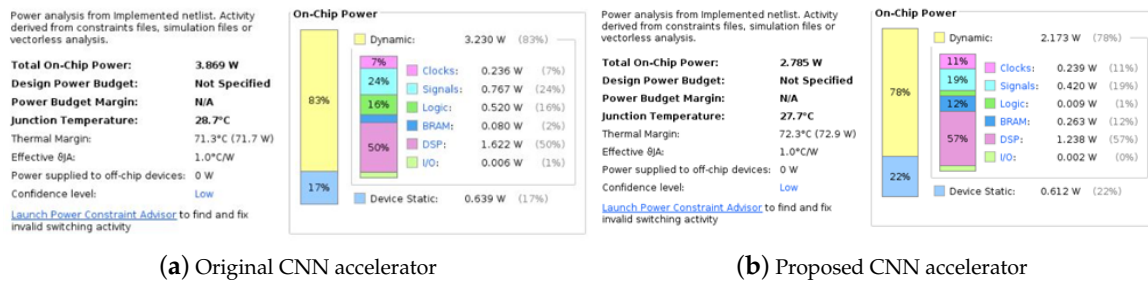 Power analysis from Implemented netlist. Activity
derived from constraints files, simulation files or
vectorless analysis.
Total On-Chip Power: 3.869 W
Design Power Budget: Not Specified
Power Budget Margin: N/A
Junction Temperature: 28.7°C
Thermal Margin: 71.3°C (71.7 W)
Effective ϑJA: 1.0°C/W
Power supplied to off-chip devices: 0 W
Confidence level: Low
Launch Power Constraint Advisor to find and fix
invalid switching activity
On-Chip Power
Dynamic: 3.230 W (83%)
83%
17%
7%
24%
16%
50%
Clocks: 0.236 W (7%)
Signals: 0.767 W (24%)
Logic: 0.520 W (16%)
BRAM: 0.080 W (2%)
DSP: 1.622 W (50%)
I/O: 0.006 W (1%)
Device Static: 0.639 W (17%)
(a) Original CNN accelerator
Power analysis from Implemented netlist. Activity
derived from constraints files, simulation files or
vectorless analysis.
Total On-Chip Power: 2.785 W
Design Power Budget: Not Specified
Power Budget Margin: N/A
Junction Temperature: 27.7°C
Thermal Margin: 72.3°C (72.9 W)
Effective ϑJA: 1.0°C/W
Power supplied to off-chip devices: 0 W
Confidence level: Low
Launch Power Constraint Advisor to find and fix
invalid switching activity
On-Chip Power
Dynamic: 2.173 W (78%)
78%
22%
11%
19%
12%
57%
Clocks: 0.239 W (11%)
Signals: 0.420 W (19%)
Logic: 0.009 W (1%)
BRAM: 0.263 W (12%)
DSP: 1.238 W (57%)
I/O: 0.002 W (0%)
Device Static: 0.612 W (22%)
(b) Proposed CNN accelerator